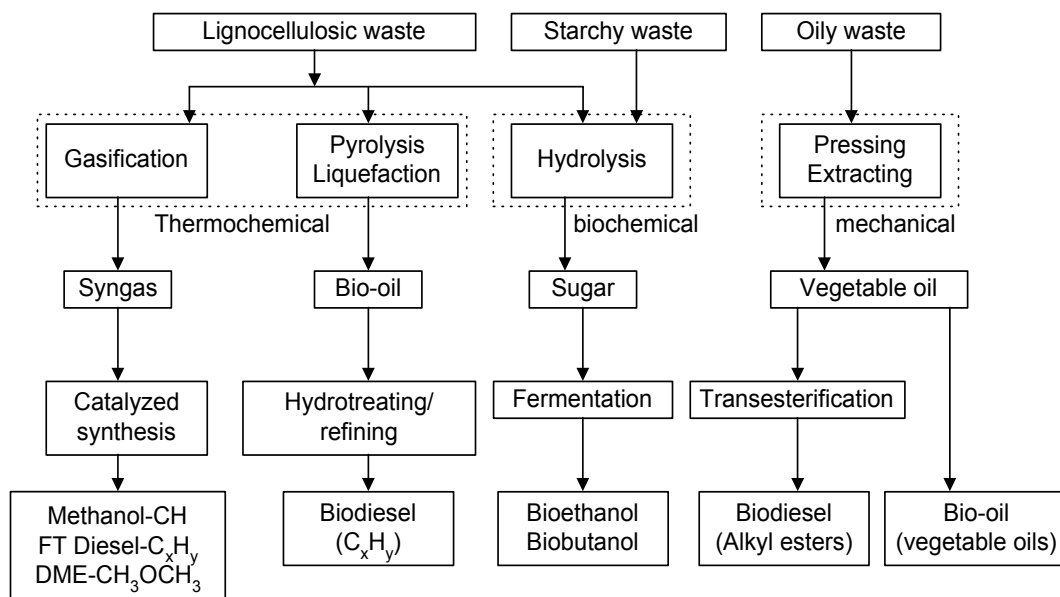 Lignocellulosic waste
Starchy waste
Oily waste
Gasification
Pyrolysis
Liquefaction
Hydrolysis
Pressing
Extracting
Thermochemical
biochemical
mechanical
Syngas
Bio-oil
Sugar
Vegetable oil
Catalyzed
synthesis
Hydrotreating/
refining
Fermentation
Transesterification
Methanol-CH
FT Diesel-CₓHᵧ
DME-CH₃OCH₃
Biodiesel
(CₓHᵧ)
Bioethanol
Biobutanol
Biodiesel
(Alkyl esters)
Bio-oil
(vegetable oils)